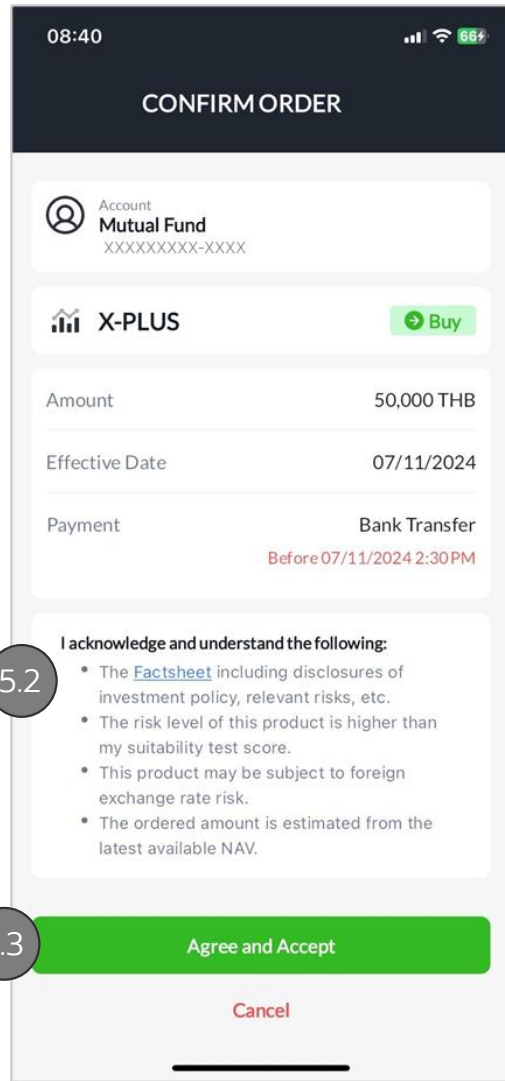 08:40
66
CONFIRM ORDER
Account
Mutual Fund
XXXXXXXXX-XXXX
X-PLUS
Buy
Amount
50,000 THB
Effective Date
07/11/2024
Payment
Bank Transfer
Before 07/11/2024 2:30 PM
I acknowledge and understand the following:
5.2
• The Factsheet including disclosures of
investment policy, relevant risks, etc.
• The risk level of this product is higher than
my suitability test score.
• This product may be subject to foreign
exchange rate risk.
• The ordered amount is estimated from the
latest available NAV.
.3
Agree and Accept
Cancel